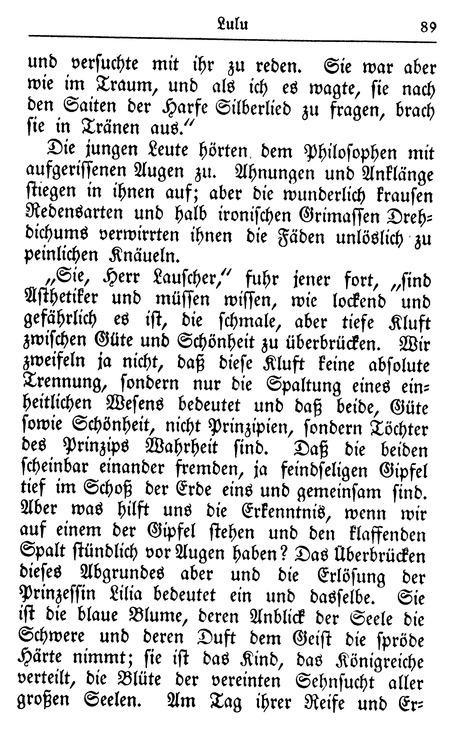 Lulu 89
und versuchte mit ihr zu reden. Sie war aber
wie im Traum, und als ich es wagte, sie nach
den Saiten der Harfe Silberlied zu fragen, brach
sie in Tränen aus.“
Die jungen Leute hörten dem Philosophen mit
aufgerissenen Augen zu. Ahnungen und Anklänge
stiegen in ihnen auf; aber die wunderlich krausen
Redensarten und halb ironischen Grimassen Dreh-
dichums verwirrten ihnen die Fäden unlöslich zu
peinlichen Knäueln.
„Sie, Herr Lauscher,“ fuhr jener fort, „sind
Ästhetiker und müssen wissen, wie lockend und
gefährlich es ist, die schmale, aber tiefe Kluft
zwischen Güte und Schönheit zu überbrücken. Wir
zweifeln ja nicht, daß diese Kluft keine absolute
Trennung, sondern nur die Spaltung eines ein-
heitlichen Wesens bedeutet und daß beide, Güte
sowie Schönheit, nicht Prinzipien, sondern Töchter
des Prinzips Wahrheit sind. Daß die beiden
scheinbar einander fremden, ja feindseligen Gipfel
tief im Schoß der Erde eins und gemeinsam sind.
Aber was hilft uns die Erkenntnis, wenn wir
auf einem der Gipfel stehen und den klaffenden
Spalt stündlich vor Augen haben? Das Überbrücken
dieses Abgrundes aber und die Erlösung der
Prinzessin Lilia bedeutet ein und dasselbe. Sie
ist die blaue Blume, deren Anblick der Seele die
Schwere und deren Duft dem Geist die spröde
Härte nimmt; sie ist das Kind, das Königreiche
verteilt, die Blüte der vereinten Sehnsucht aller
großen Seelen. Am Tag ihrer Reife und Er-